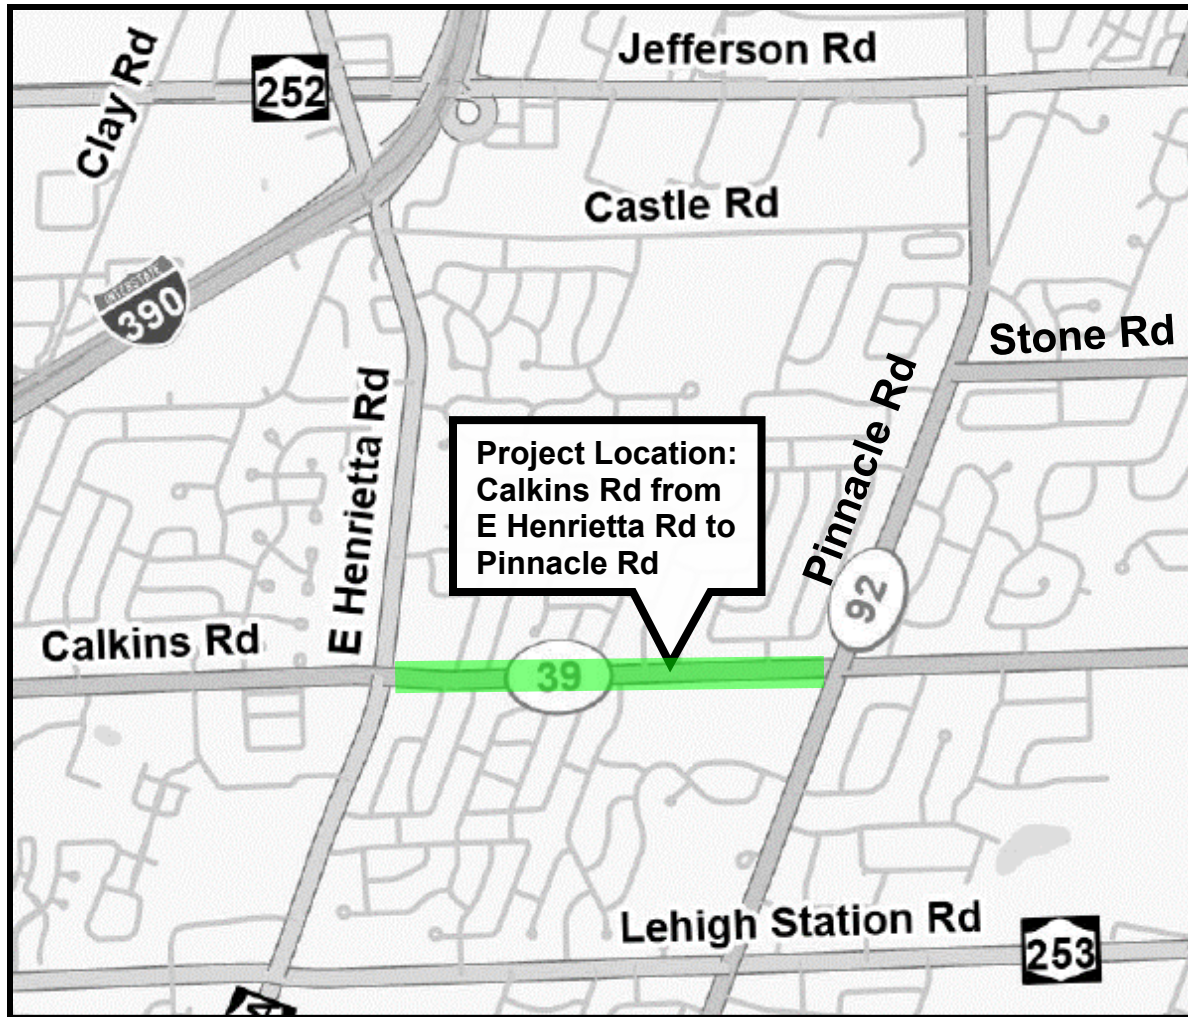 Jefferson Rd
Clay Rd
252
Castle Rd
INTERSTATE
390
Stone Rd
E Henrietta Rd
Pinnacle Rd
Project Location:
Calkins Rd from
E Henrietta Rd to
Pinnacle Rd
92
Calkins Rd
39
Lehigh Station Rd
253